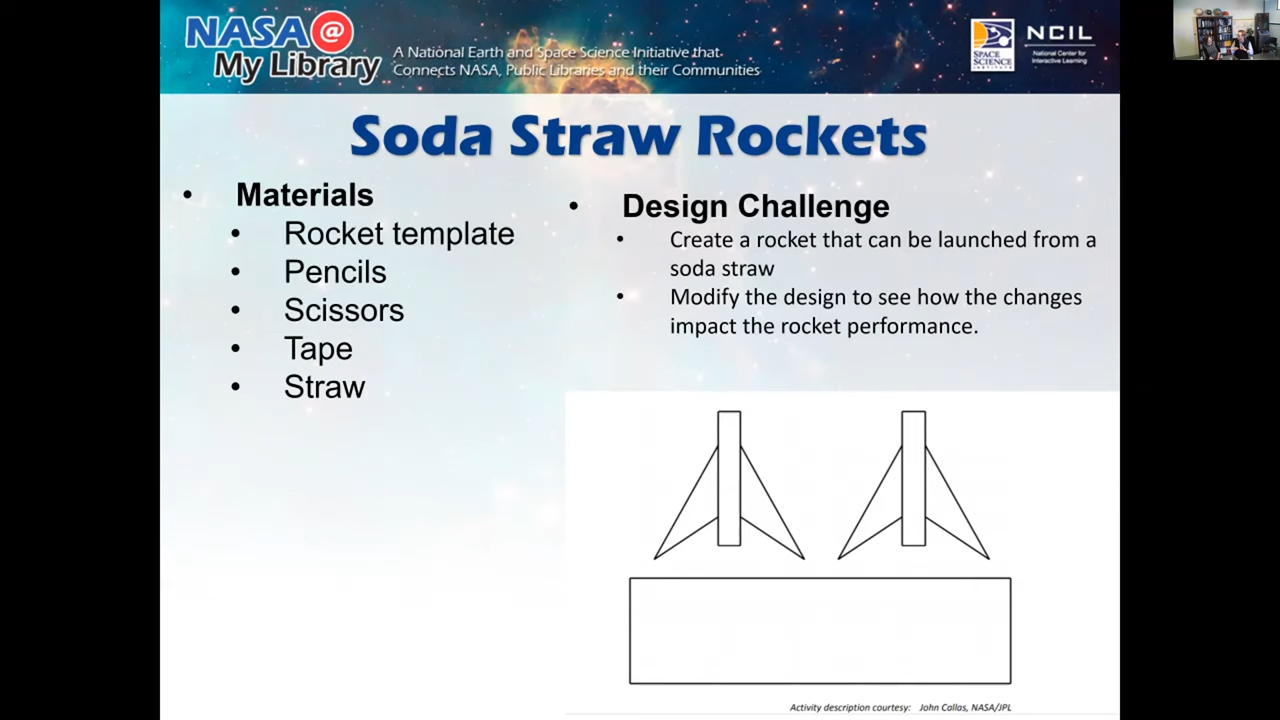 NASA @
My Library
A National Earth and Space Science Initiative that
Connects NASA, Public Libraries and their Communities
SPACE
SCIENCE
INSTITUTE
NCIL
National Center for
Interactive Learning
Soda Straw Rockets
• Materials
• Rocket template
• Pencils
• Scissors
• Tape
• Straw
• Design Challenge
• Create a rocket that can be launched from a
soda straw
• Modify the design to see how the changes
impact the rocket performance.
Activity description courtesy: John Callas, NASA/JPL